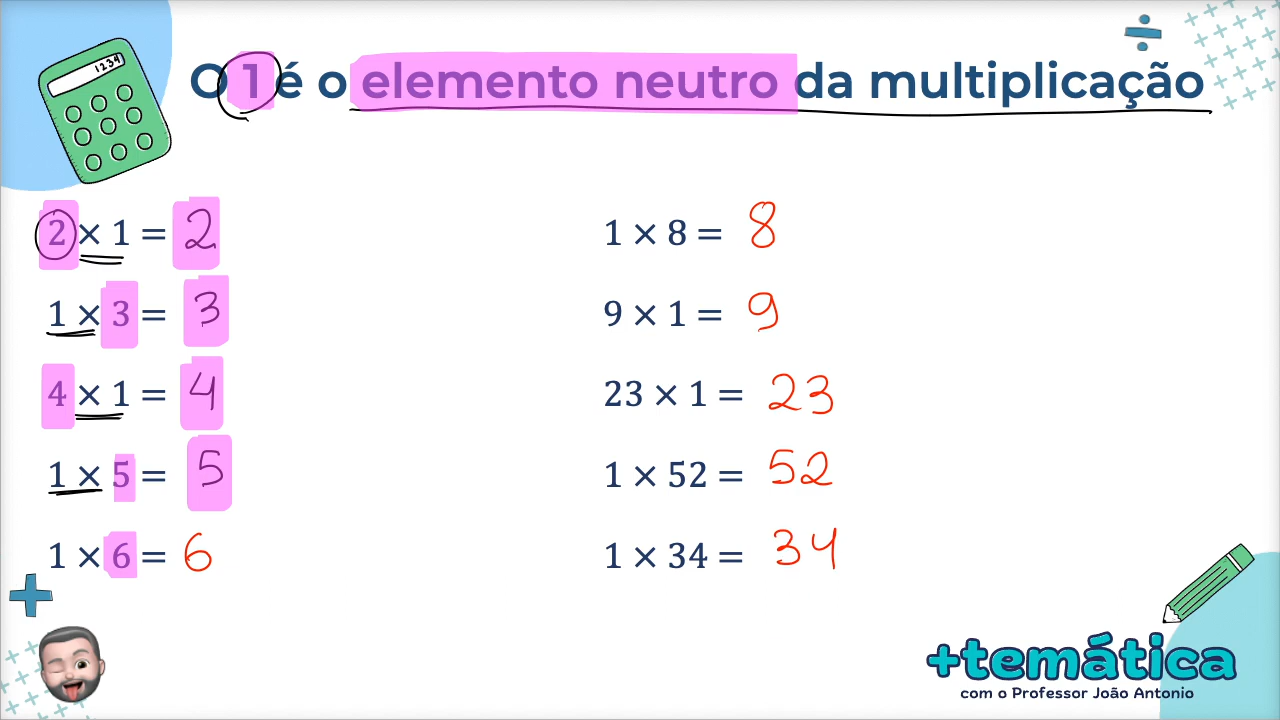 1234
O 1 é o elemento neutro da multiplicação
2 × 1 = 2
1 × 3 = 3
4 × 1 = 4
1 × 5 = 5
1 × 6 = 6
1 × 8 = 8
9 × 1 = 9
23 × 1 = 23
1 × 52 = 52
1 × 34 = 34
+temática
com o Professor João Antonio